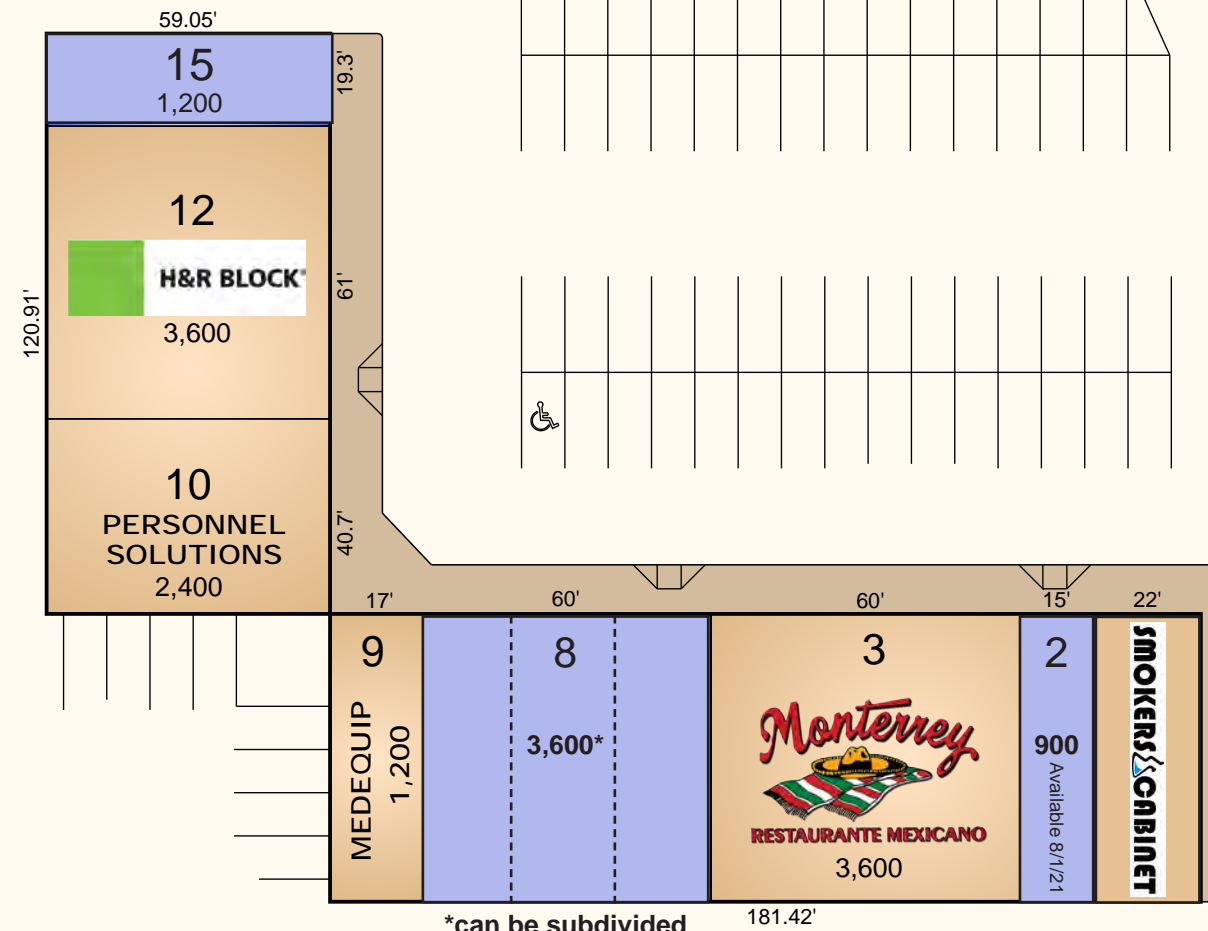 59.05'
15
1,200
19.3'
12
H&R BLOCK®
3,600
61'
120.91'
10
PERSONNEL
SOLUTIONS
2,400
40.7'
17'
60'
60'
15'
22'
9
MEDEQUIP
1,200
8
3,600*
3
Monterrey
RESTAURANTE MEXICANO
3,600
2
900
Available 8/1/21
SMOKERS CABINET
*can be subdivided
181.42'